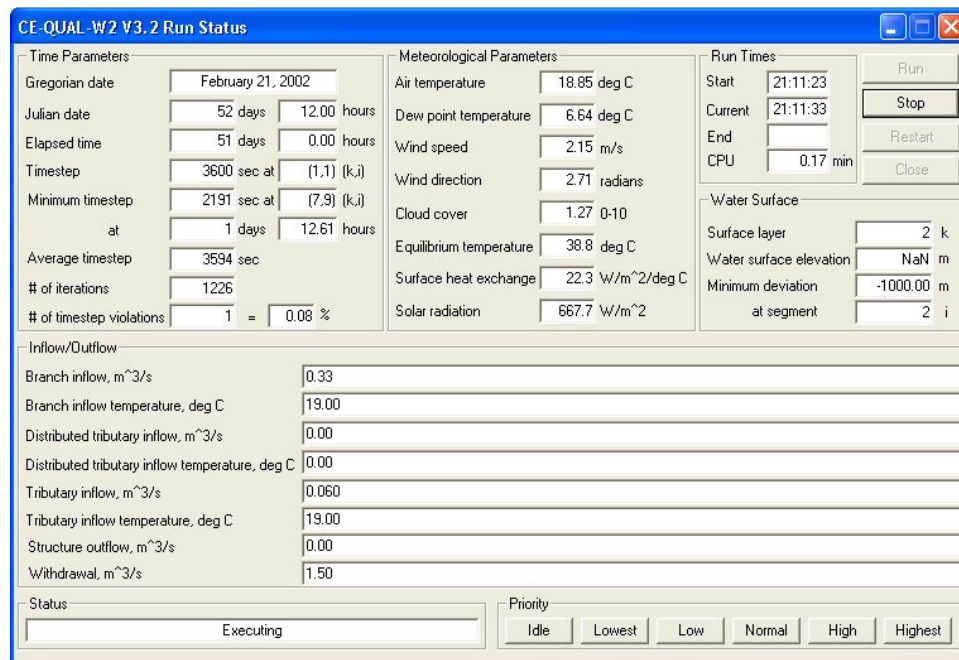 CE-QUAL-W2 V3.2 Run Status
Time Parameters
Gregorian date February 21, 2002
Julian date 52 days 12.00 hours
Elapsed time 51 days 0.00 hours
Timestep 3600 sec at (1,1) (k,i)
Minimum timestep 2191 sec at (7,9) (k,i)
at 1 days 12.61 hours
Average timestep 3594 sec
# of iterations 1226
# of timestep violations 1 = 0.08 %
Meteorological Parameters
Air temperature 18.85 deg C
Dew point temperature 6.64 deg C
Wind speed 2.15 m/s
Wind direction 2.71 radians
Cloud cover 1.27 0-10
Equilibrium temperature 38.8 deg C
Surface heat exchange 22.3 W/m^2/deg C
Solar radiation 667.7 W/m^2
Run Times
Start 21:11:23
Current 21:11:33
End
CPU 0.17 min
Run
Stop
Restart
Close
Water Surface
Surface layer 2 k
Water surface elevation NaN m
Minimum deviation -1000.00 m
at segment 2 i
Inflow/Outflow
Branch inflow, m^3/s 0.33
Branch inflow temperature, deg C 19.00
Distributed tributary inflow, m^3/s 0.00
Distributed tributary inflow temperature, deg C 0.00
Tributary inflow, m^3/s 0.060
Tributary inflow temperature, deg C 19.00
Structure outflow, m^3/s 0.00
Withdrawal, m^3/s 1.50
Status
Executing
Priority
Idle Lowest Low Normal High Highest